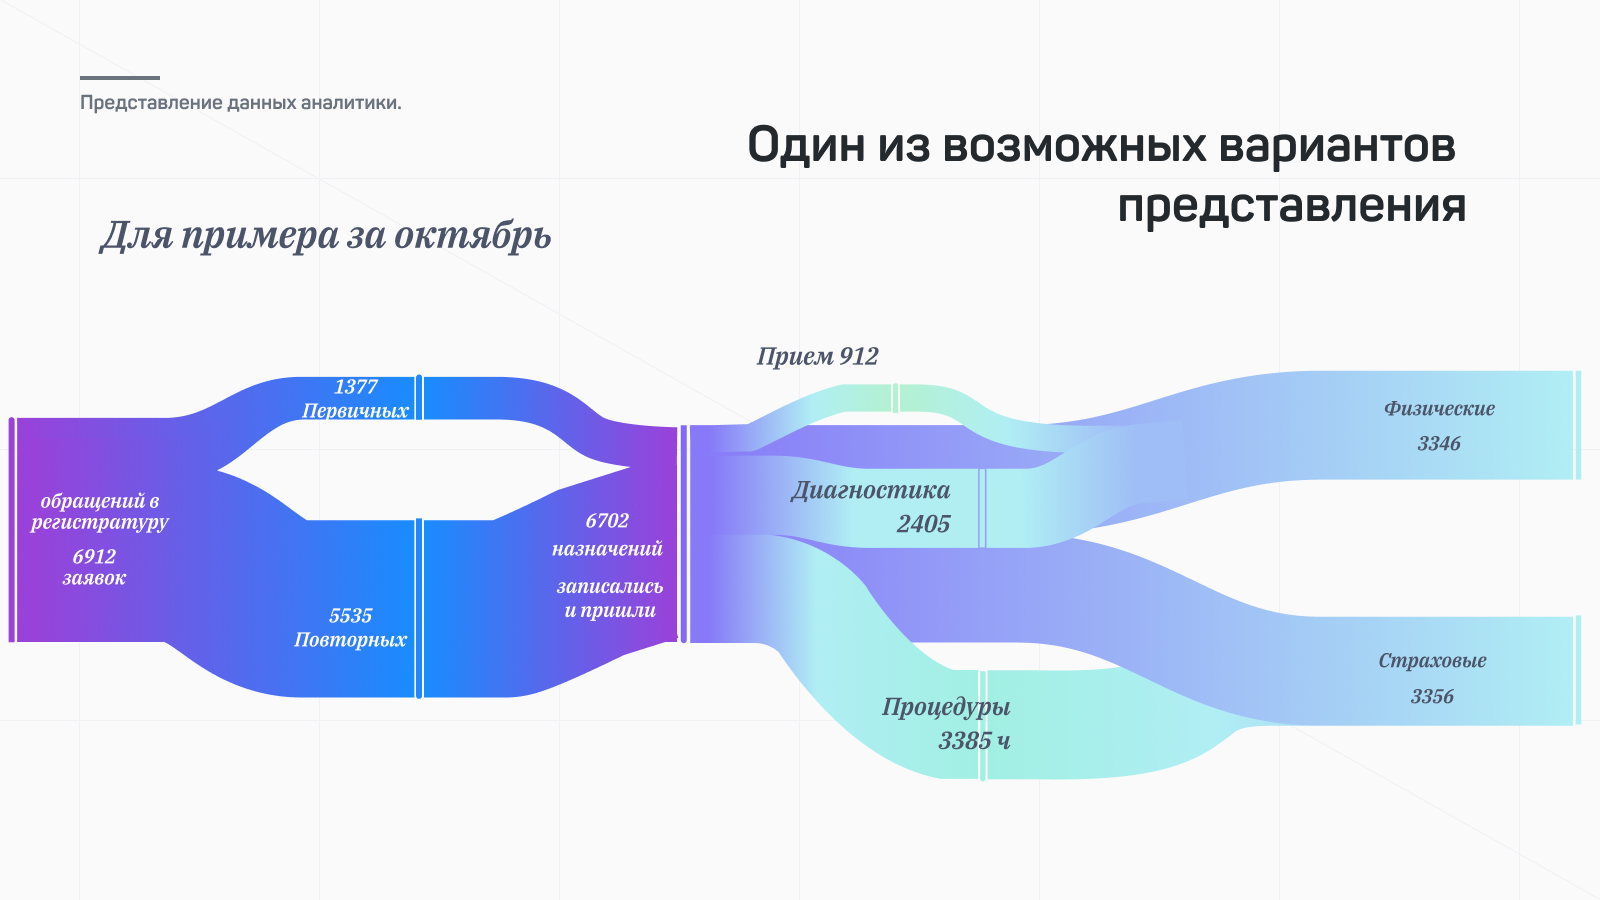 Представление данных аналитики.
Один из возможных вариантов
представления
Для примера за октябрь
обращений в
регистратуру
6912
заявок
1377
Первичных
5535
Повторных
6702
назначений
записались
и пришли
Прием 912
Диагностика
2405
Процедуры
3385 ч
Физические
3346
Страховые
3356